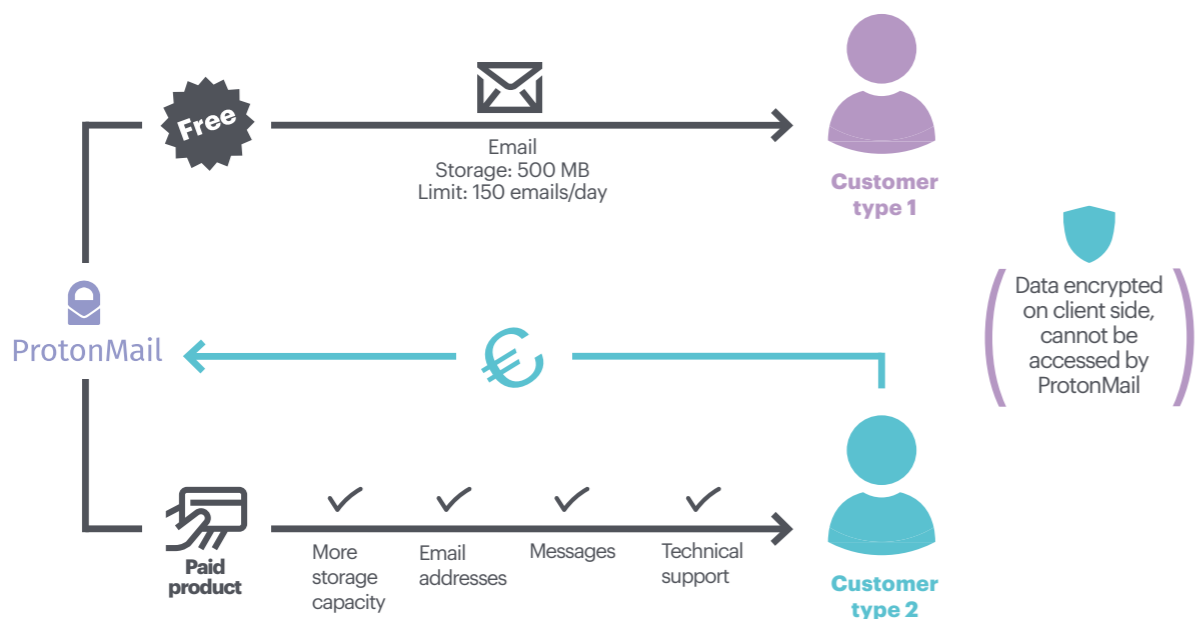 Free
Email
Storage: 500 MB
Limit: 150 emails/day
Customer
type 1
Data encrypted
on client side,
cannot be
accessed by
ProtonMail
ProtonMail
€
Paid
product
More
storage
capacity
Email
addresses
Messages
Technical
support
Customer
type 2